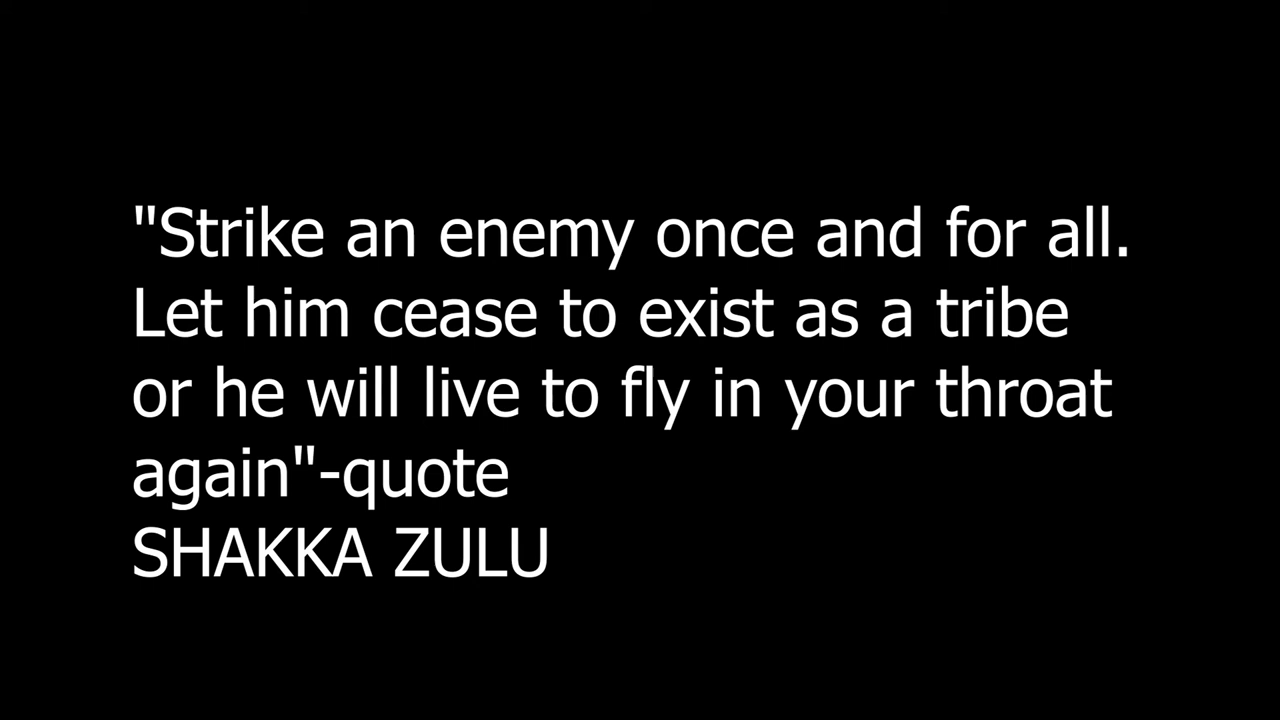 "Strike an enemy once and for all.
Let him cease to exist as a tribe
or he will live to fly in your throat
again"-quote
SHAKKA ZULU